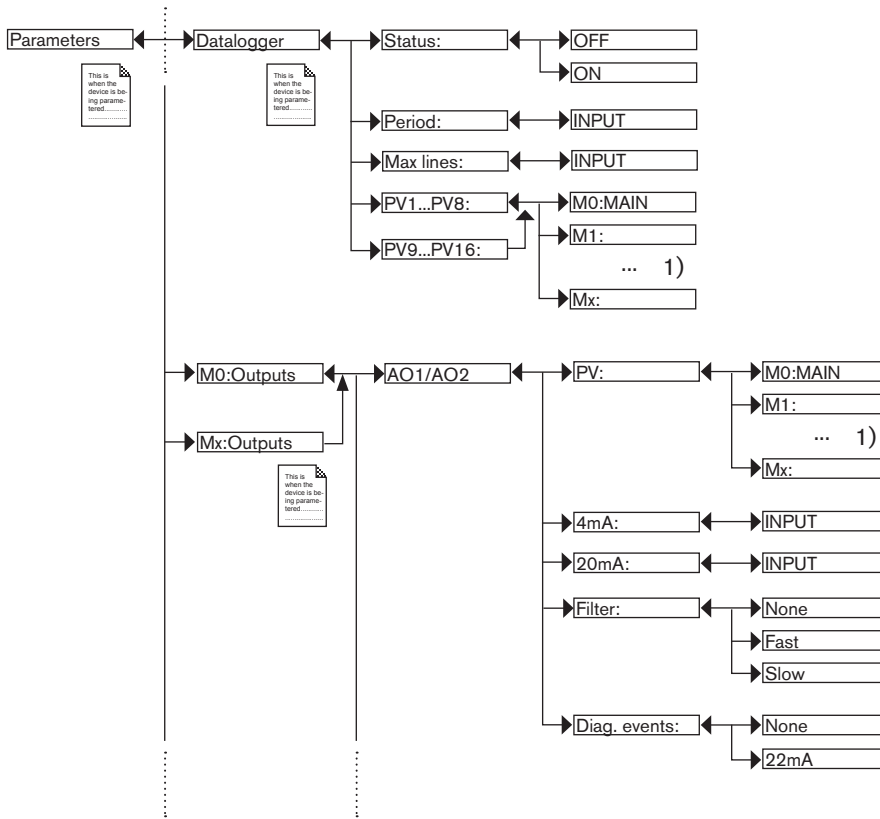 Parameters
Datalogger
Status:
OFF
ON
This is
when the
device is be-
ing parame-
tered............
......................
This is
when the
device is be-
ing parame-
tered............
......................
Period:
INPUT
Max lines:
INPUT
PV1...PV8:
M0:MAIN
M1:
PV9...PV16:
... 1)
Mx:
M0:Outputs
AO1/AO2
PV:
M0:MAIN
M1:
... 1)
Mx:Outputs
Mx:
This is
when the
device is be-
ing parame-
tered............
......................
4mA:
INPUT
20mA:
INPUT
Filter:
None
Fast
Slow
Diag. events:
None
22mA